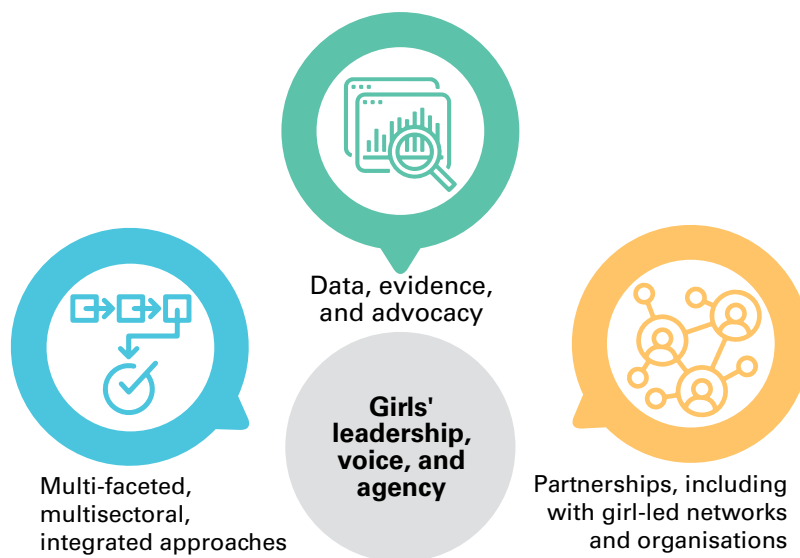 Data, evidence,
and advocacy
Girls'
leadership,
voice, and
agency
Multi-faceted,
multisectoral,
integrated approaches
Partnerships, including
with girl-led networks
and organisations